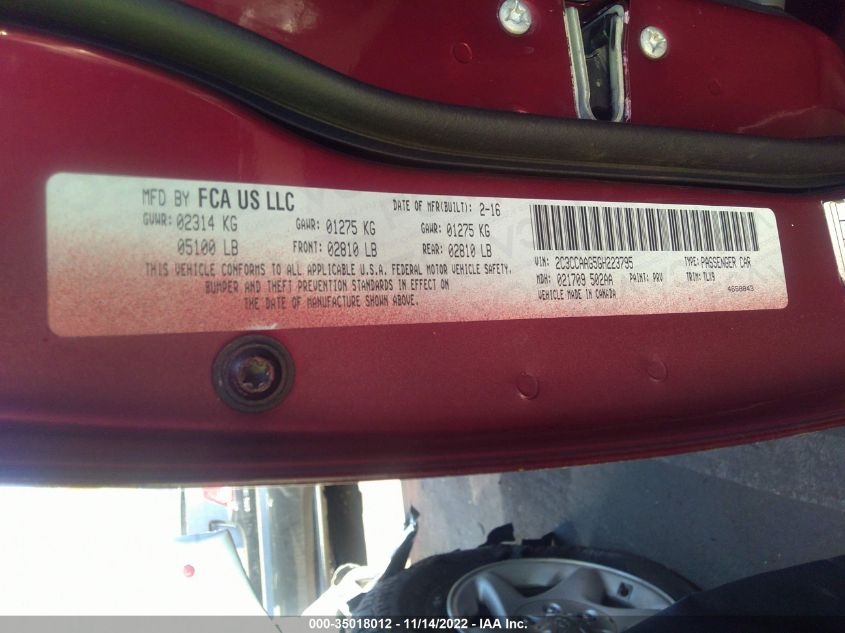 MFD BY FCA US LLC
DATE OF MFR(BUILT): 2-16
GVWR: 02314 KG GAWR: 01275 KG GAWR: 01275 KG
05100 LB FRONT: 02810 LB REAR: 02810 LB
THIS VEHICLE CONFORMS TO ALL APPLICABLE U.S.A. FEDERAL MOTOR VEHICLE SAFETY,
BUMPER AND THEFT PREVENTION STANDARDS IN EFFECT ON
THE DATE OF MANUFACTURE SHOWN ABOVE.
VIN: 2C3CCAAG5GH223795 TYPE: PASSENGER CAR
MDH: 021709 502AA PAINT: PRV TRIM: TLX9
VEHICLE MADE IN CANADA 4658843
000-35018012 - 11/14/2022 - IAA Inc.